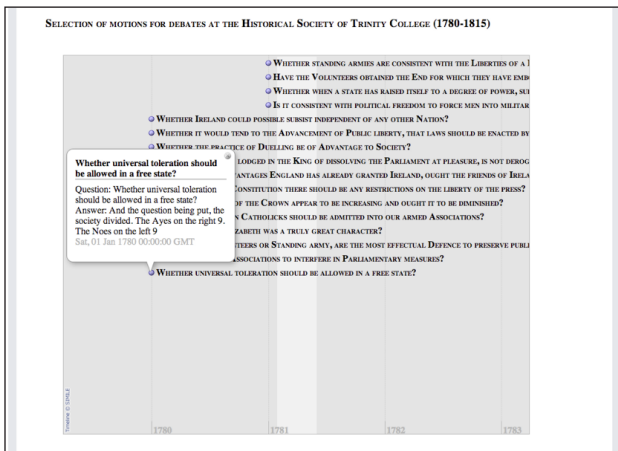 Selection of motions for debates at the Historical Society of Trinity College (1780-1815)
Whether standing armies are consistent with the Liberties of a
Have the Volunteers obtained the End for which they have
Whether when a state has raised itself to a degree of power,
Is it consistent with political freedom to force men into
Whether Ireland could possible subsist independent of any other Nation?
Whether it would tend to the Advancement of Public liberty, that laws should be enacted by
Whether the practice of Duelling be of Advantage to Society?
lodged in the King of dissolving the Parliament at pleasure, is not
England has already granted Ireland, ought the friends of
Constitution there should be any restrictions on the liberty of the press?
of the Crown appear to be increasing and ought it to be diminished?
Catholicks should be admitted into our armed Associations?
was a truly great character?
or Standing army, are the most effectual Defence to preserve
to interfere in Parliamentary measures?
Whether universal toleration should be allowed in a free state?
Whether universal toleration should
be allowed in a free state?
Question: Whether universal toleration
should be allowed in a free state?
Answer: And the question being put, the
society divided. The Ayes on the right 9.
The Noes on the left 9
Sat, 01 Jan 1780 00:00:00 GMT
Timeline © SIMILE
1780 1781 1782 1783